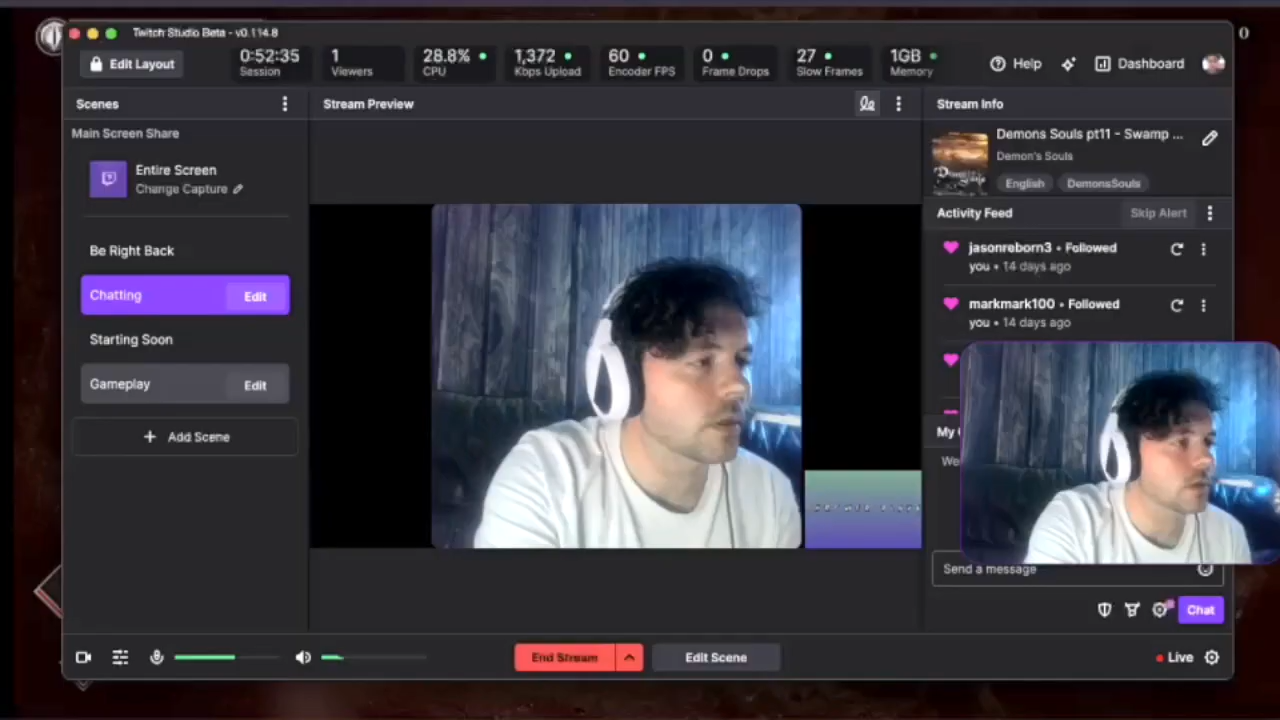 Twitch Studio Beta - v0.114.8
0
Edit Layout
0:52:35
Session
1
Viewers
28.8%
CPU
1,372
Kbps Upload
60
Encoder FPS
0
Frame Drops
27
Slow Frames
1GB
Memory
Help
Dashboard
Scenes
Main Screen Share
Entire Screen
Change Capture
Be Right Back
Chatting
Edit
Starting Soon
Gameplay
Edit
+ Add Scene
Stream Preview
Stream Info
Demons Souls pt11 - Swamp ...
Demon's Souls
English
DemonsSouls
Activity Feed
Skip Alert
jasonreborn3 • Followed
you • 14 days ago
markmark100 • Followed
you • 14 days ago
My
Send a message
Chat
End Stream
Edit Scene
Live